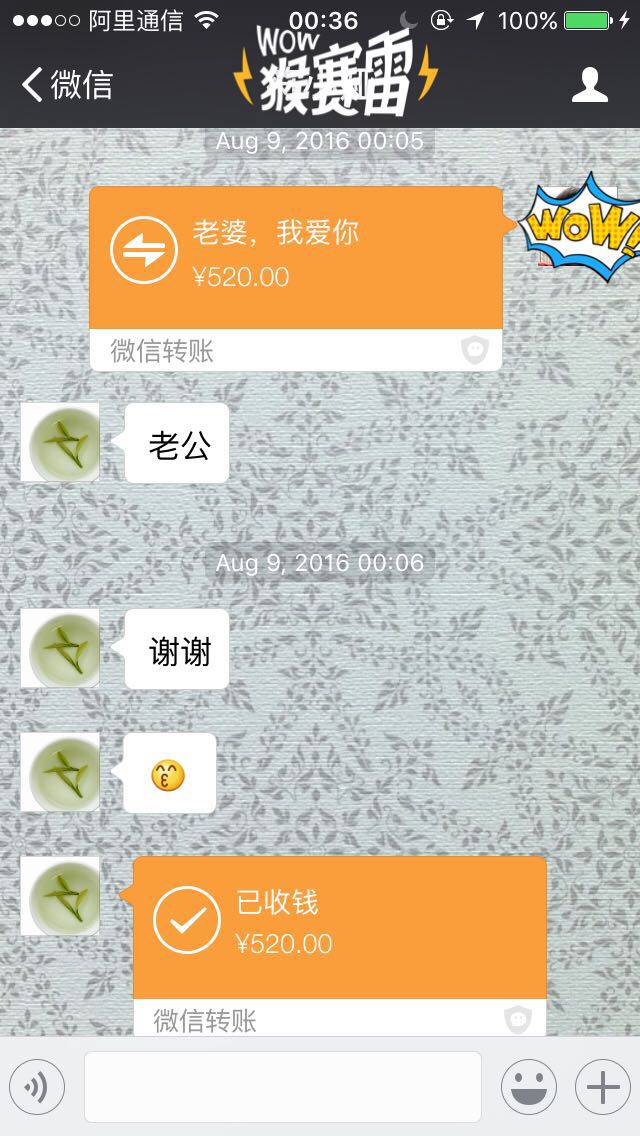 阿里通信
00:36
100%
微信
WOW
猴赛雷
Aug 9, 2016 00:05
老婆，我爱你
¥520.00
微信转账
WOW!
老公
Aug 9, 2016 00:06
谢谢
已收钱
¥520.00
微信转账